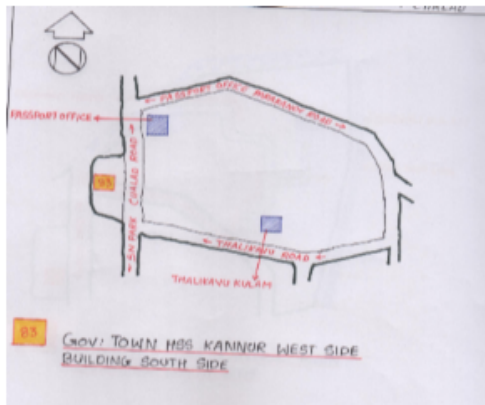 PASSPORT OFFICE PARAKANDY ROAD
PASSPORT OFFICE
SN PARK CHALAD ROAD
83
THALIKAVU ROAD
THALIKAVU KULAM
83 GOV: TOWN HSS KANNUR WEST SIDE
BUILDING SOUTH SIDE